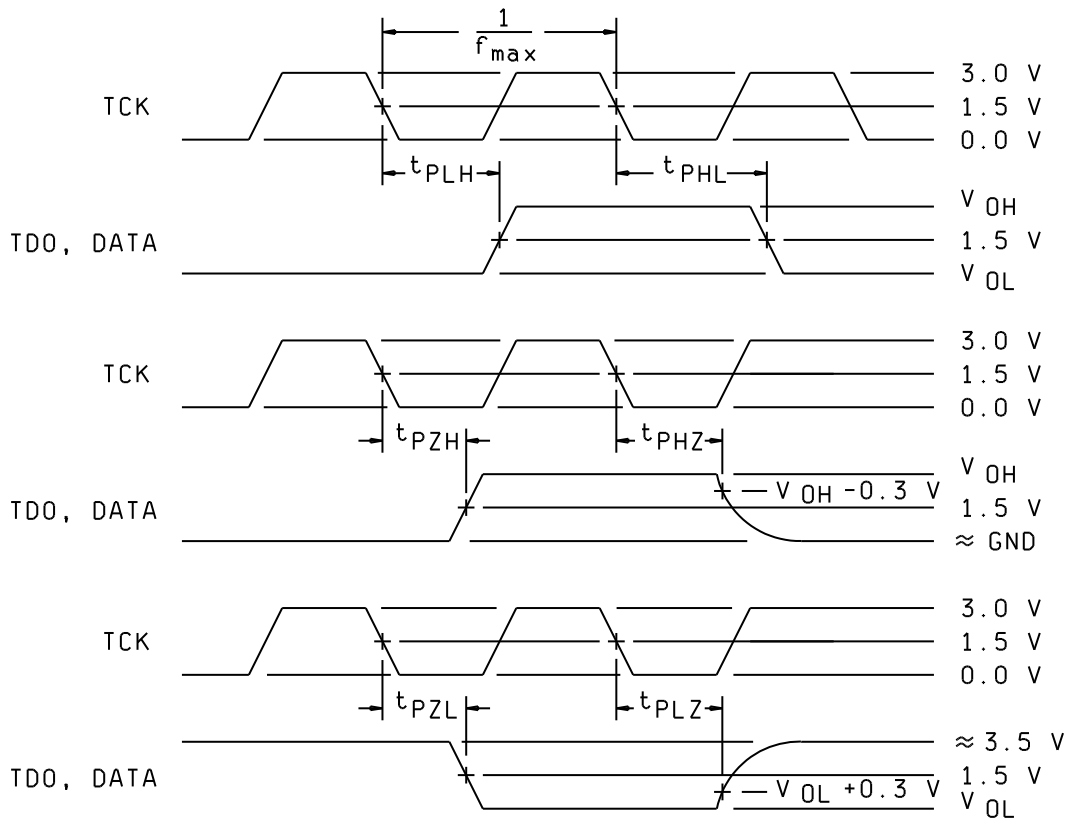 1
f max
3.0 V
TCK
1.5 V
0.0 V
t PLH
t PHL
V OH
TDO, DATA
1.5 V
V OL
3.0 V
TCK
1.5 V
0.0 V
t PZH
t PHZ
V OH
V OH -0.3 V
TDO, DATA
1.5 V
≈ GND
3.0 V
TCK
1.5 V
0.0 V
t PZL
t PLZ
≈ 3.5 V
TDO, DATA
1.5 V
V OL +0.3 V
V OL